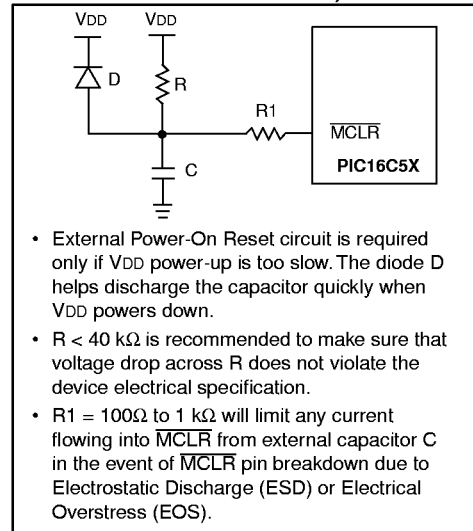 VDD VDD
D
R
R1
MCLR
C
PIC16C5X
• External Power-On Reset circuit is required
only if VDD power-up is too slow. The diode D
helps discharge the capacitor quickly when
VDD powers down.
• R < 40 kΩ is recommended to make sure that
voltage drop across R does not violate the
device electrical specification.
• R1 = 100Ω to 1 kΩ will limit any current
flowing into MCLR from external capacitor C
in the event of MCLR pin breakdown due to
Electrostatic Discharge (ESD) or Electrical
Overstress (EOS).